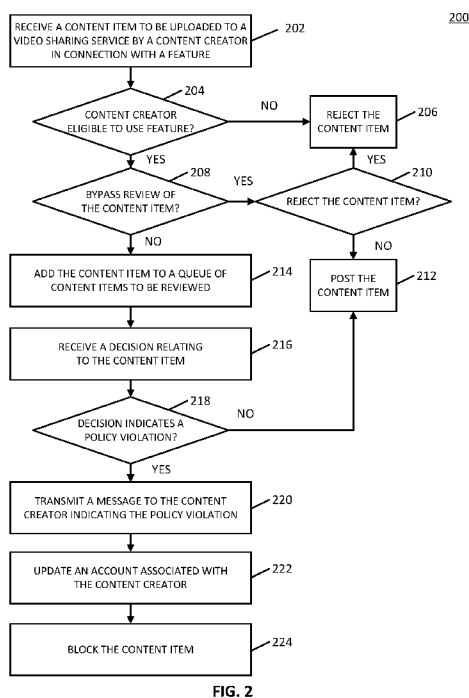 200
RECEIVE A CONTENT ITEM TO BE UPLOADED TO A
VIDEO SHARING SERVICE BY A CONTENT CREATOR
IN CONNECTION WITH A FEATURE
202
204
CONTENT CREATOR
ELIGIBLE TO USE FEATURE?
NO
REJECT THE
CONTENT ITEM
206
YES
208
BYPASS REVIEW OF
THE CONTENT ITEM?
YES
YES
210
REJECT THE CONTENT ITEM?
NO
NO
ADD THE CONTENT ITEM TO A QUEUE OF
CONTENT ITEMS TO BE REVIEWED
214
POST THE
CONTENT ITEM
212
RECEIVE A DECISION RELATING
TO THE CONTENT ITEM
216
218
DECISION INDICATES A
POLICY VIOLATION?
NO
YES
TRANSMIT A MESSAGE TO THE CONTENT
CREATOR INDICATING THE POLICY VIOLATION
220
UPDATE AN ACCOUNT ASSOCIATED WITH
THE CONTENT CREATOR
222
BLOCK THE CONTENT ITEM
224
FIG. 2